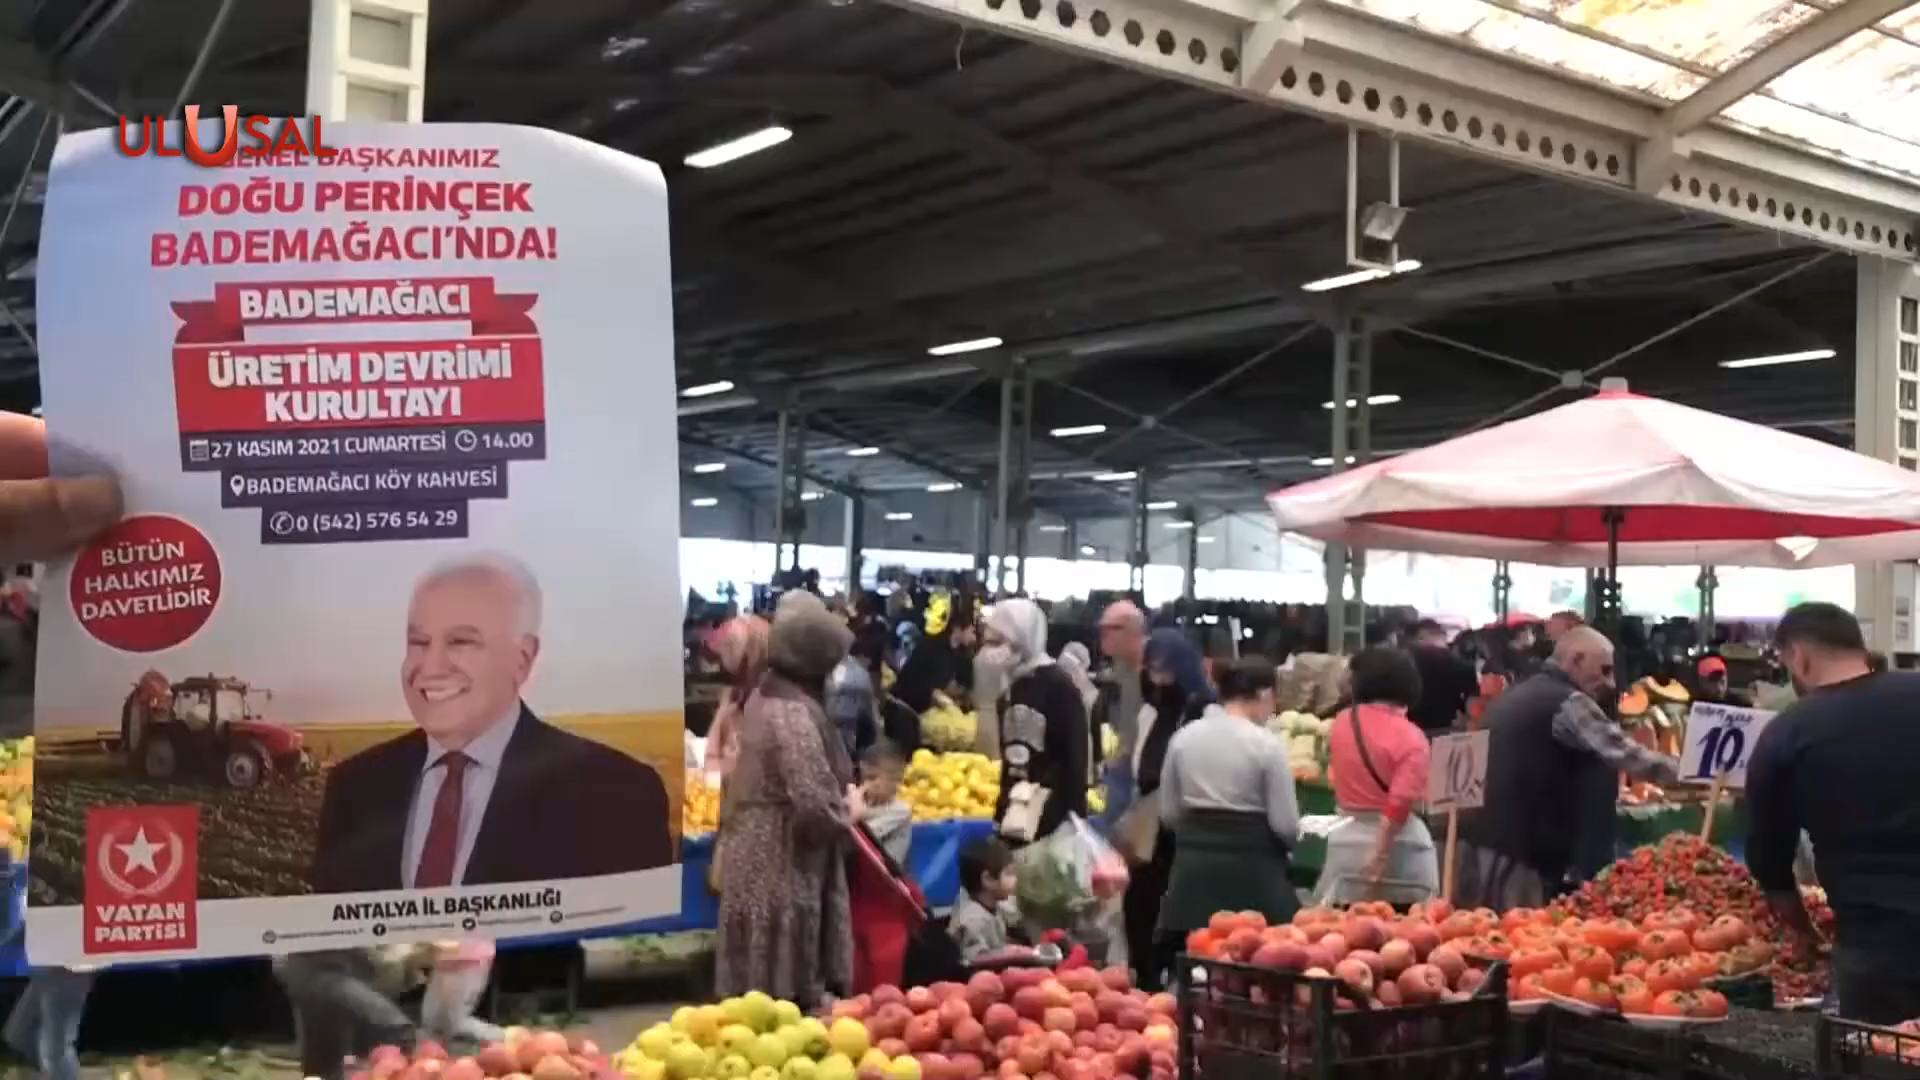 ULUSAL
GENEL BAŞKANIMIZ
DOĞU PERİNÇEK
BADEMAĞACI'NDA!
BADEMAĞACI
ÜRETİM DEVRİMİ
KURULTAYI
27 KASIM 2021 CUMARTESİ 14.00
BADEMAĞACI KÖY KAHVESİ
0 (542) 576 54 29
BÜTÜN
HALKIMIZ
DAVETLİDİR
VATAN
PARTİSİ
ANTALYA İL BAŞKANLIĞI
10
10